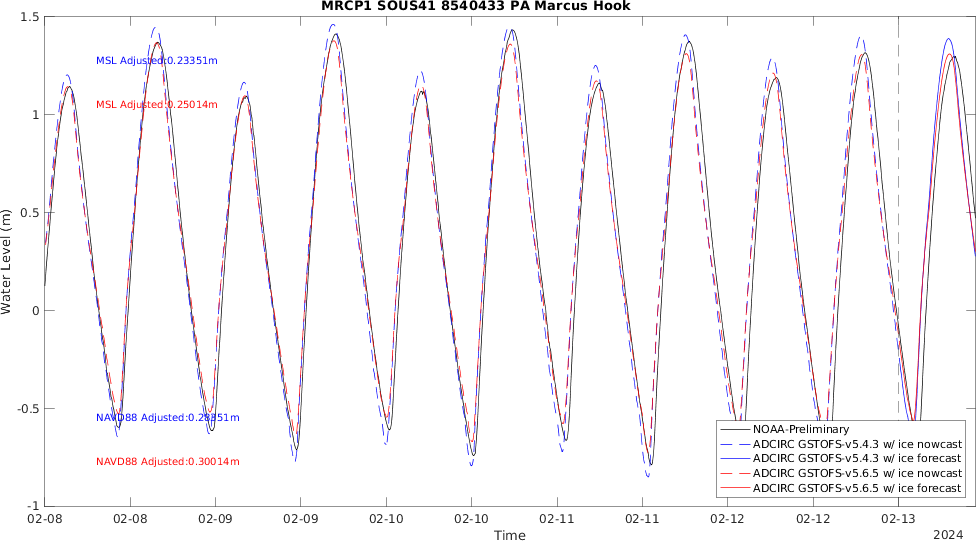 MRCP1 SOUS41 8540433 PA Marcus Hook
1.5
MSL Adjusted:0.23351m
MSL Adjusted:0.25014m
1
0.5
Water Level (m)
0
-0.5
NAVD88 Adjusted:0.28351m
NAVD88 Adjusted:0.30014m
-1
NOAA-Preliminary
ADCIRC GSTOFS-v5.4.3 w/ ice nowcast
ADCIRC GSTOFS-v5.4.3 w/ ice forecast
ADCIRC GSTOFS-v5.6.5 w/ ice nowcast
ADCIRC GSTOFS-v5.6.5 w/ ice forecast
02-08 02-08 02-09 02-09 02-10 02-10 02-11 02-11 02-12 02-12 02-13
Time
2024